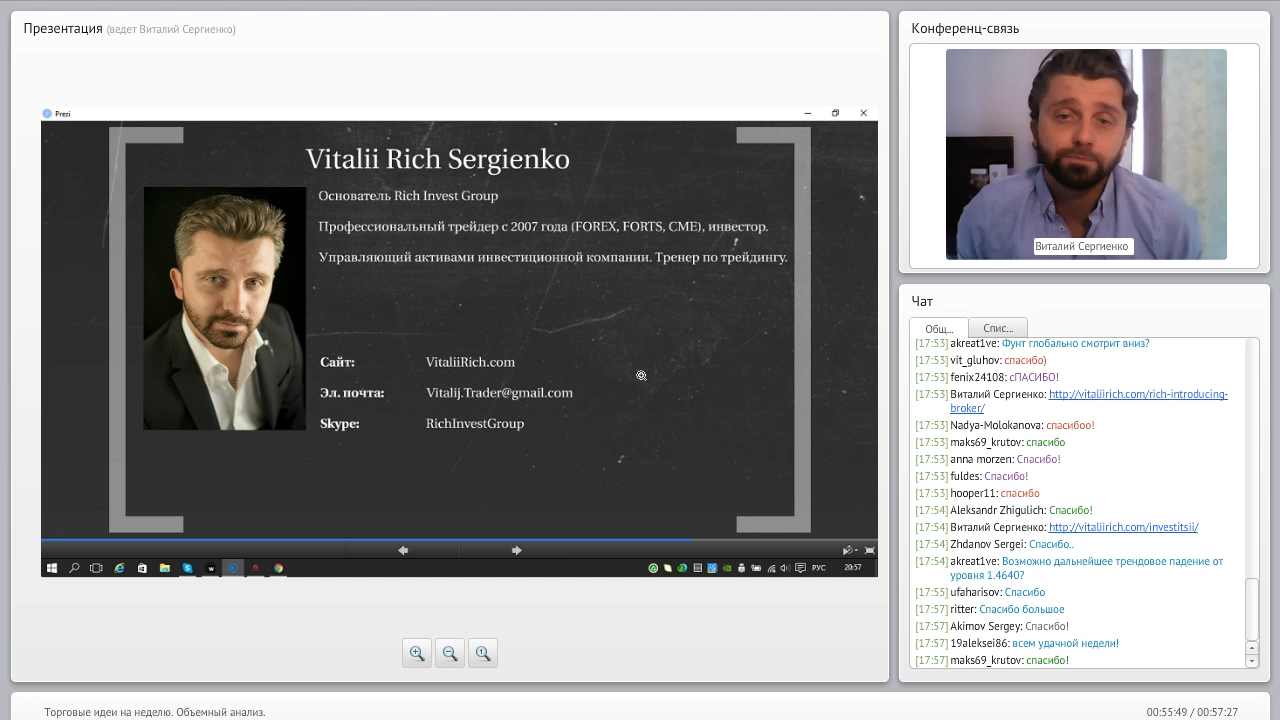 Презентация (ведет Виталий Сергиенко)
Prezi
Vitalii Rich Sergienko
Основатель Rich Invest Group
Профессиональный трейдер с 2007 года (FOREX, FORTS, CME), инвестор.
Управляющий активами инвестиционной компании. Тренер по трейдингу.
Сайт: VitaliiRich.com
Эл. почта: Vitalij.Trader@gmail.com
Skype: RichInvestGroup
РУС 20:57
Конференц-связь
Виталий Сергиенко
Чат
Общ... Спис...
[17:53] akreat1ve: Фунт глобально смотрит вниз?
[17:53] vit_gluhov: спасибо)
[17:53] fenix24108: сПАСИБО!
[17:53] Виталий Сергиенко: http://vitaliirich.com/rich-introducing-
broker/
[17:53] Nadya-Molokanova: спасибоо!
[17:53] maks69_krutov: спасибо
[17:53] anna morzen: Спасибо!
[17:53] fuldes: Спасибо!
[17:53] hooper11: спасибо
[17:54] Aleksandr Zhigulich: Спасибо!
[17:54] Виталий Сергиенко: http://vitaliirich.com/investitsii/
[17:54] Zhdanov Sergei: Спасибо..
[17:54] akreat1ve: Возможно дальнейшее трендовое падение от
уровня 1.4640?
[17:55] ufaharisov: Спасибо
[17:57] ritter: Спасибо большое
[17:57] Akimov Sergey: Спасибо!
[17:57] 19aleksei86: всем удачной недели!
[17:57] maks69_krutov: спасибо!
Торговые идеи на неделю. Объемный анализ.
00:55:49 / 00:57:27